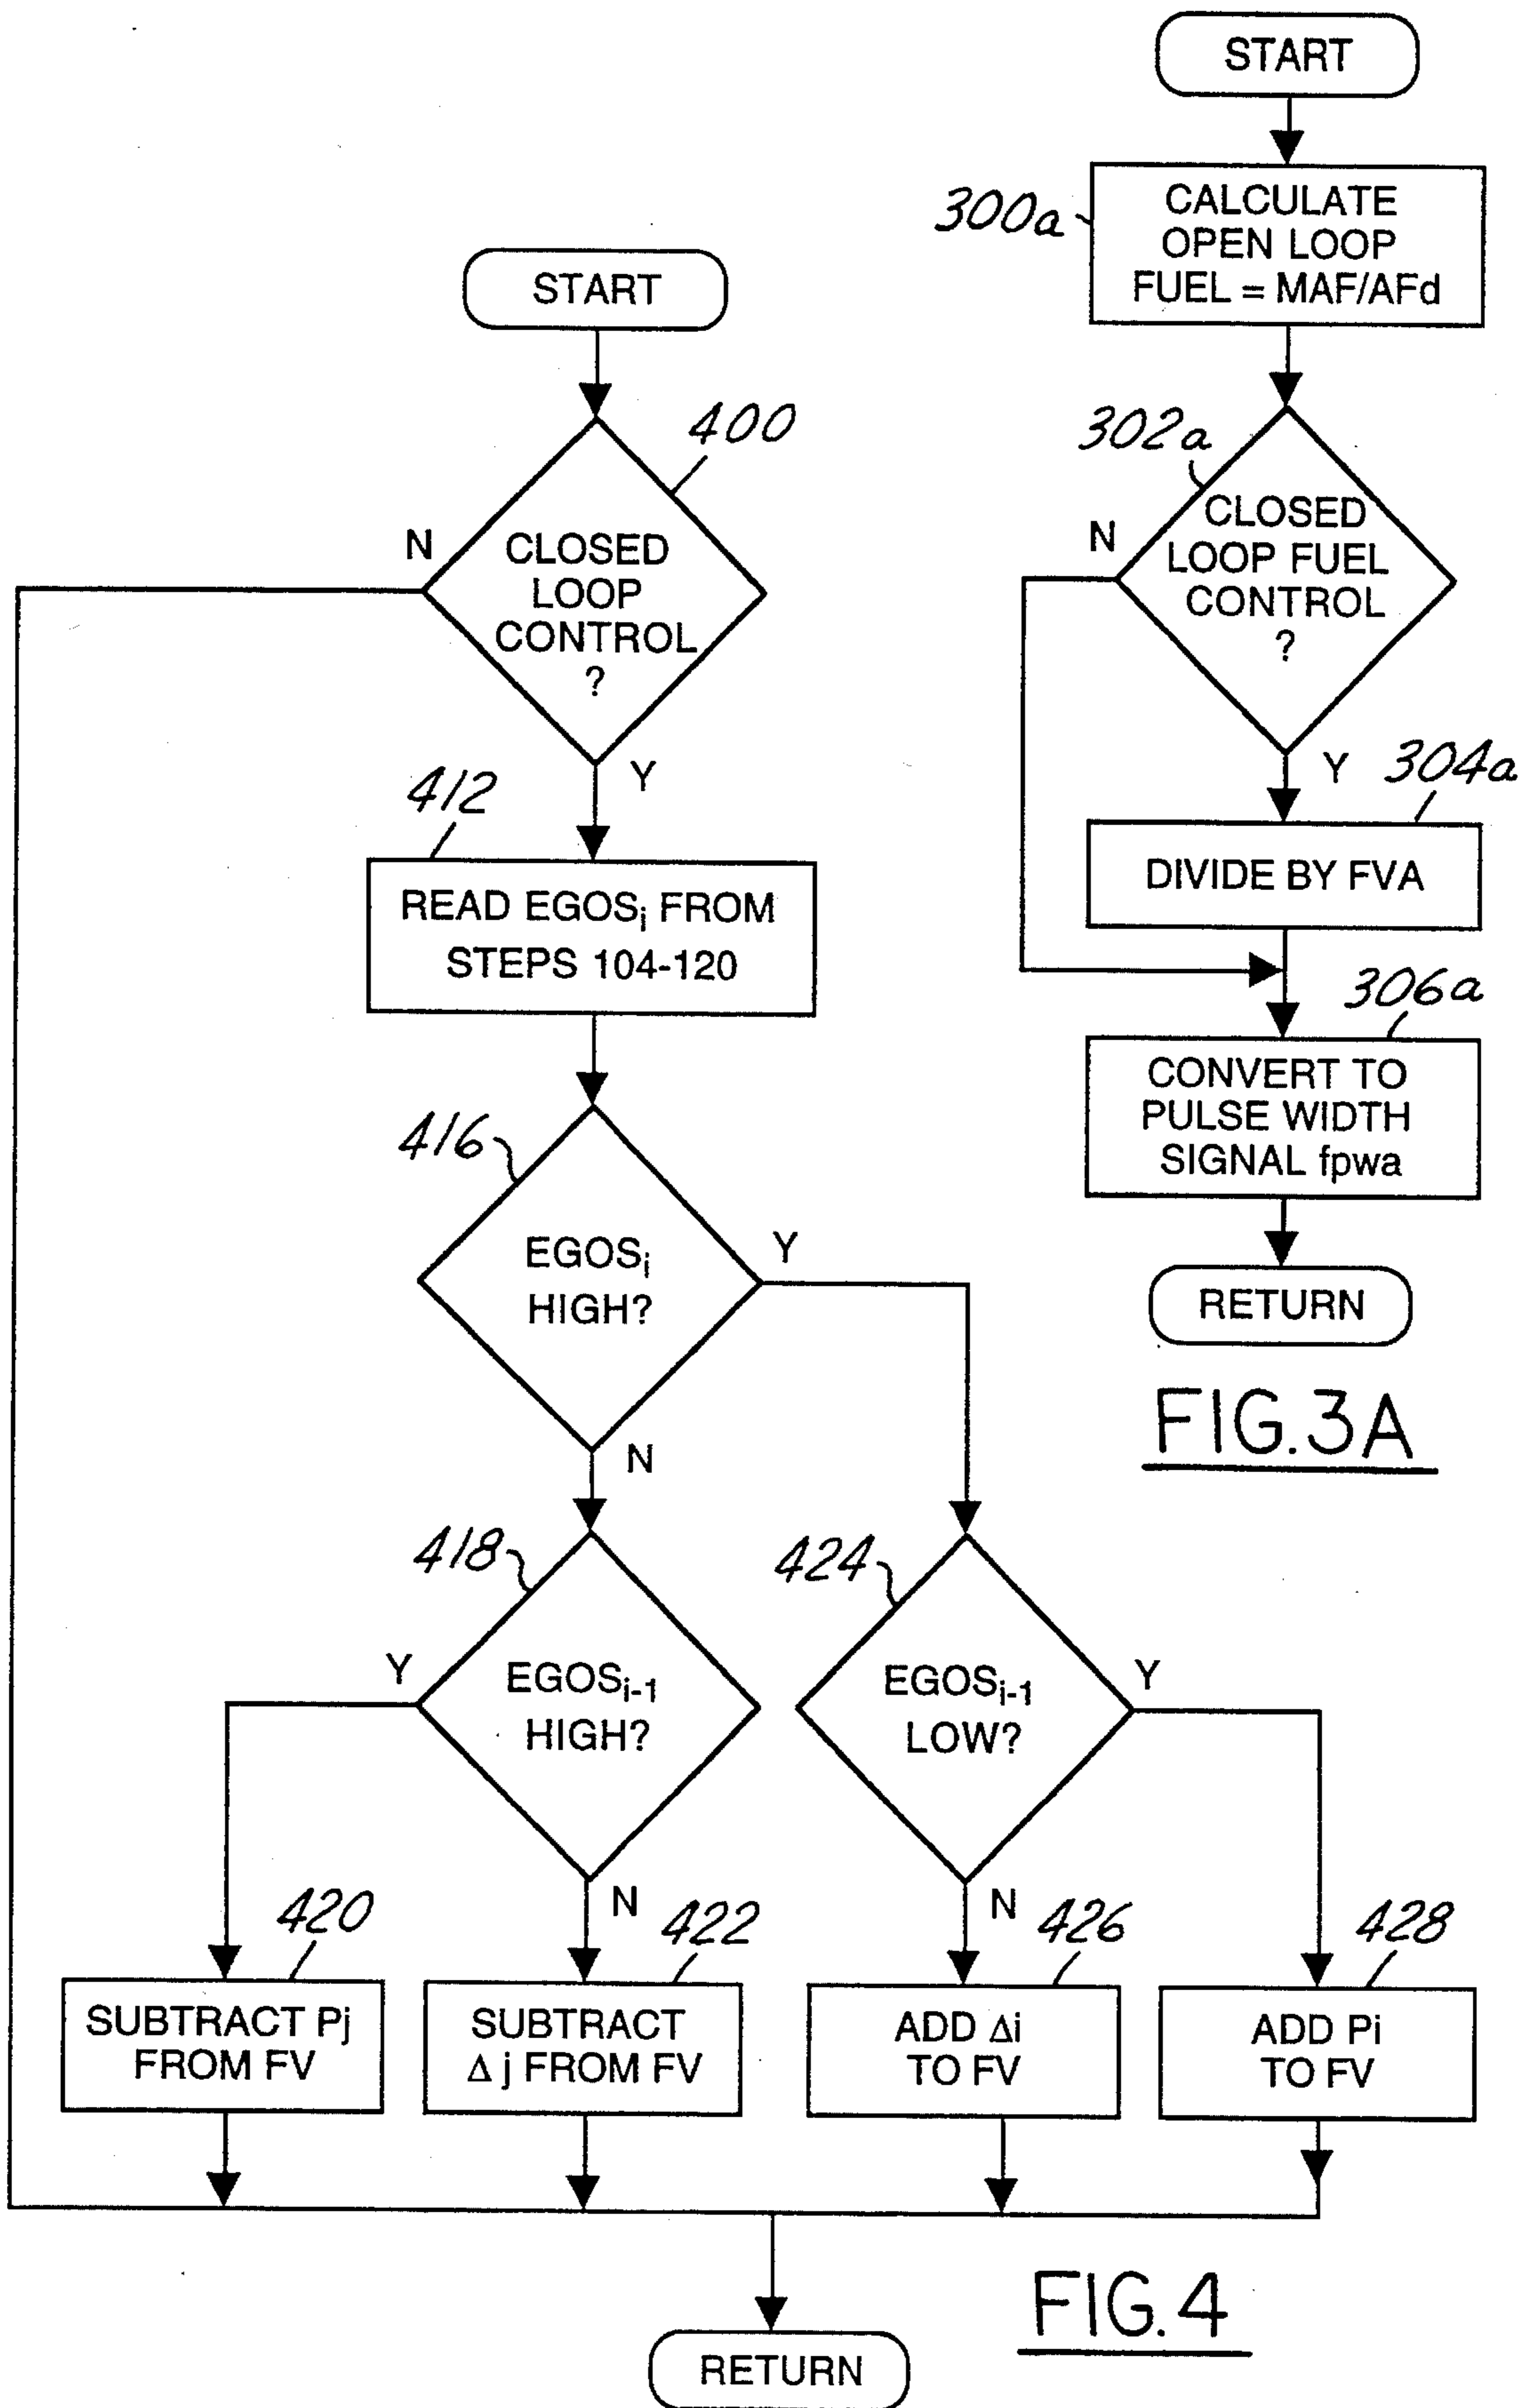 START
300a
CALCULATE
OPEN LOOP
FUEL = MAF/AFd
302a
CLOSED
LOOP FUEL
CONTROL
?
N
Y
304a
DIVIDE BY FVA
306a
CONVERT TO
PULSE WIDTH
SIGNAL fpwa
RETURN
FIG.3A
START
400
CLOSED
LOOP
CONTROL
?
N
Y
412
READ EGOSi FROM
STEPS 104-120
416
EGOSi
HIGH?
Y
N
418
EGOSi-1
HIGH?
Y
N
424
EGOSi-1
LOW?
Y
N
420
SUBTRACT Pj
FROM FV
422
SUBTRACT
Δj FROM FV
426
ADD Δi
TO FV
428
ADD Pi
TO FV
RETURN
FIG.4